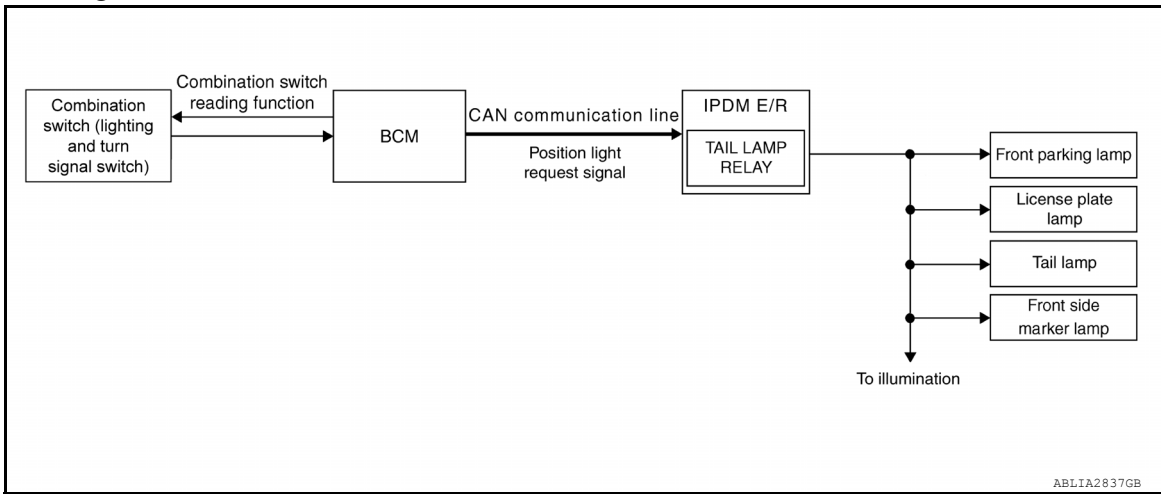 Combination switch
reading function
Combination
switch (lighting
and turn
signal switch)
BCM
CAN communication line
Position light
request signal
IPDM E/R
TAIL LAMP
RELAY
Front parking lamp
License plate
lamp
Tail lamp
Front side
marker lamp
To illumination
ABLIA2837GB